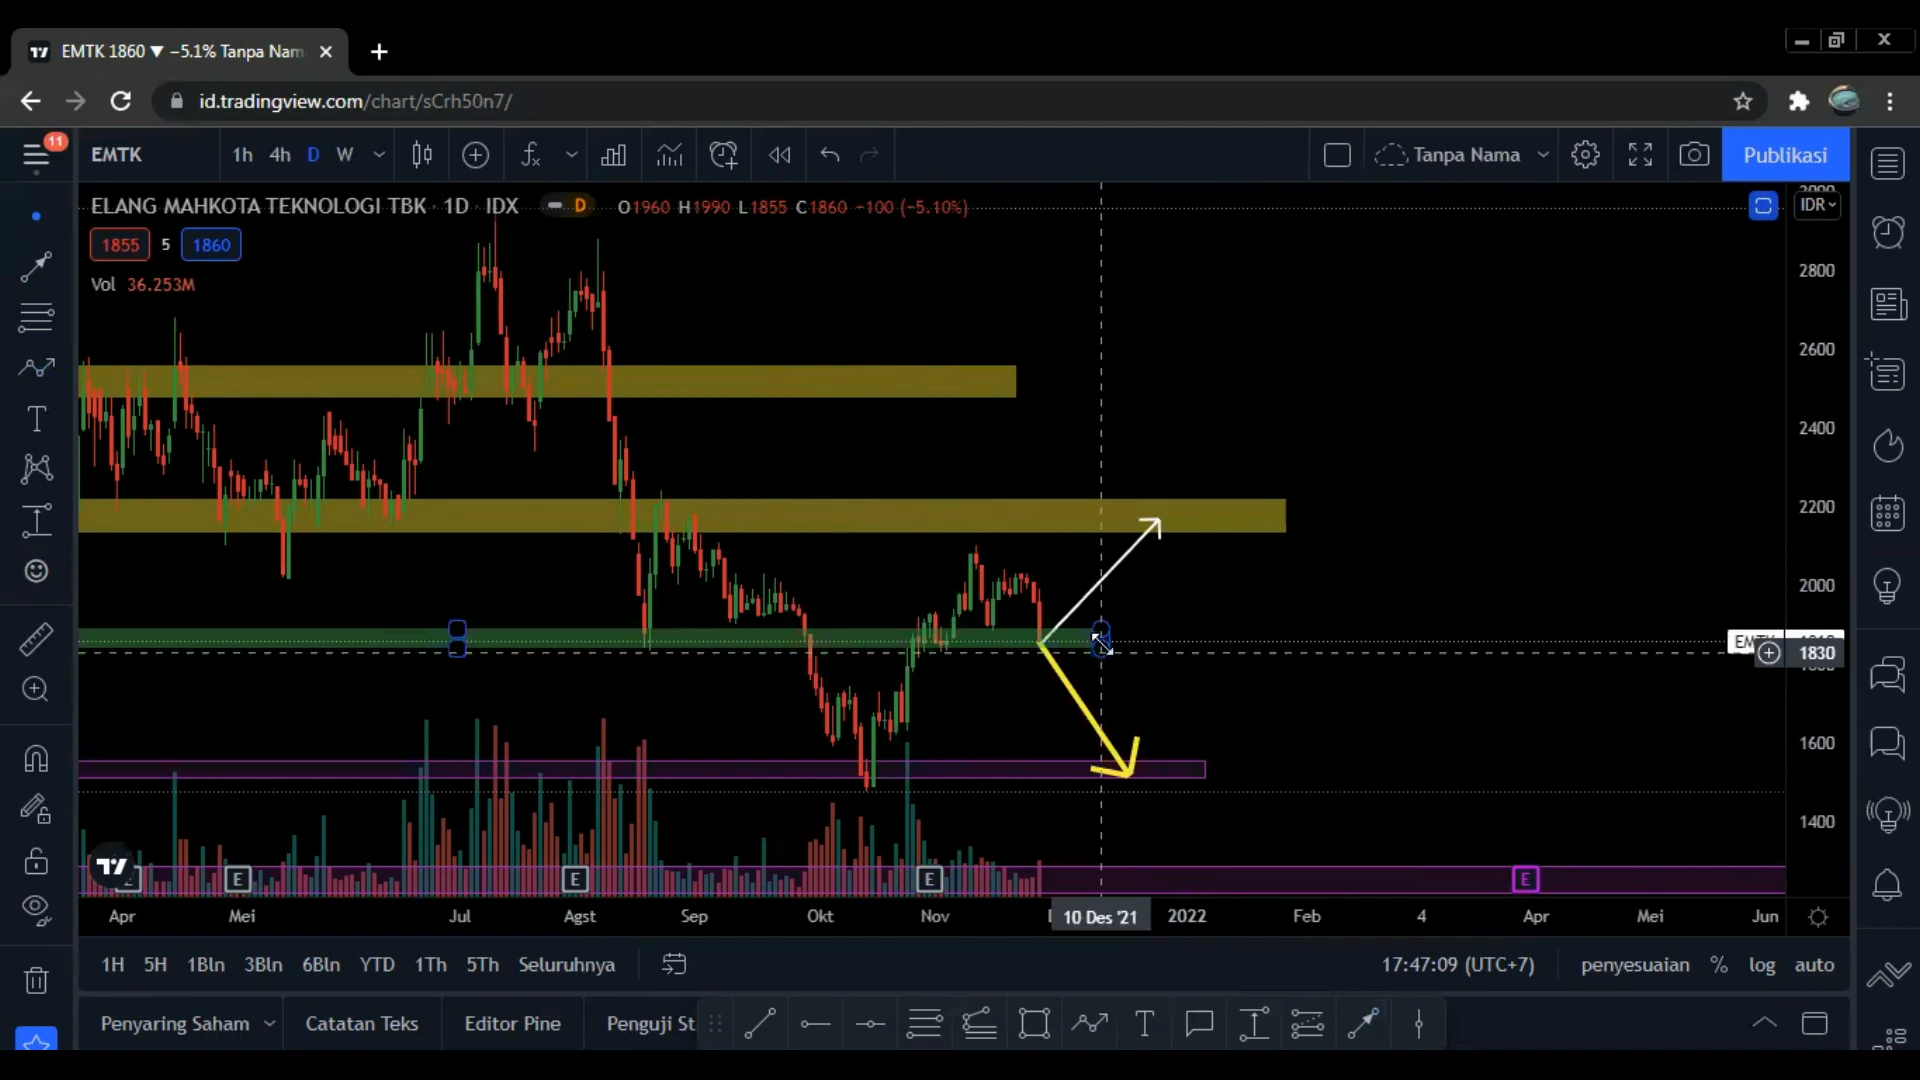 EMTK 1860 ▼ −5.1% Tanpa Nam
id.tradingview.com/chart/sCrh50n7/
11
EMTK 1h 4h D W Tanpa Nama Publikasi
ELANG MAHKOTA TEKNOLOGI TBK · 1D · IDX D O1960 H1990 L1855 C1860 −100 (−5.10%)
IDR
1855 5 1860
Vol 36.253M
2800
2600
2400
2200
2000
1830
1600
1400
E E E E
Apr Mei Jul Agst Sep Okt Nov 10 Des '21 2022 Feb 4 Apr Mei Jun
1H 5H 1Bln 3Bln 6Bln YTD 1Th 5Th Seluruhnya 17:47:09 (UTC+7) penyesuaian % log auto
Penyaring Saham Catatan Teks Editor Pine Penguji St